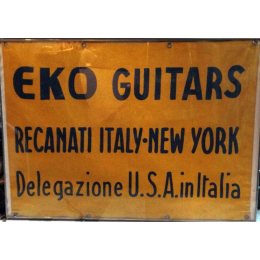 EKO GUITARS
RECANATI ITALY-NEW YORK
Delegazione U.S.A. in Italia